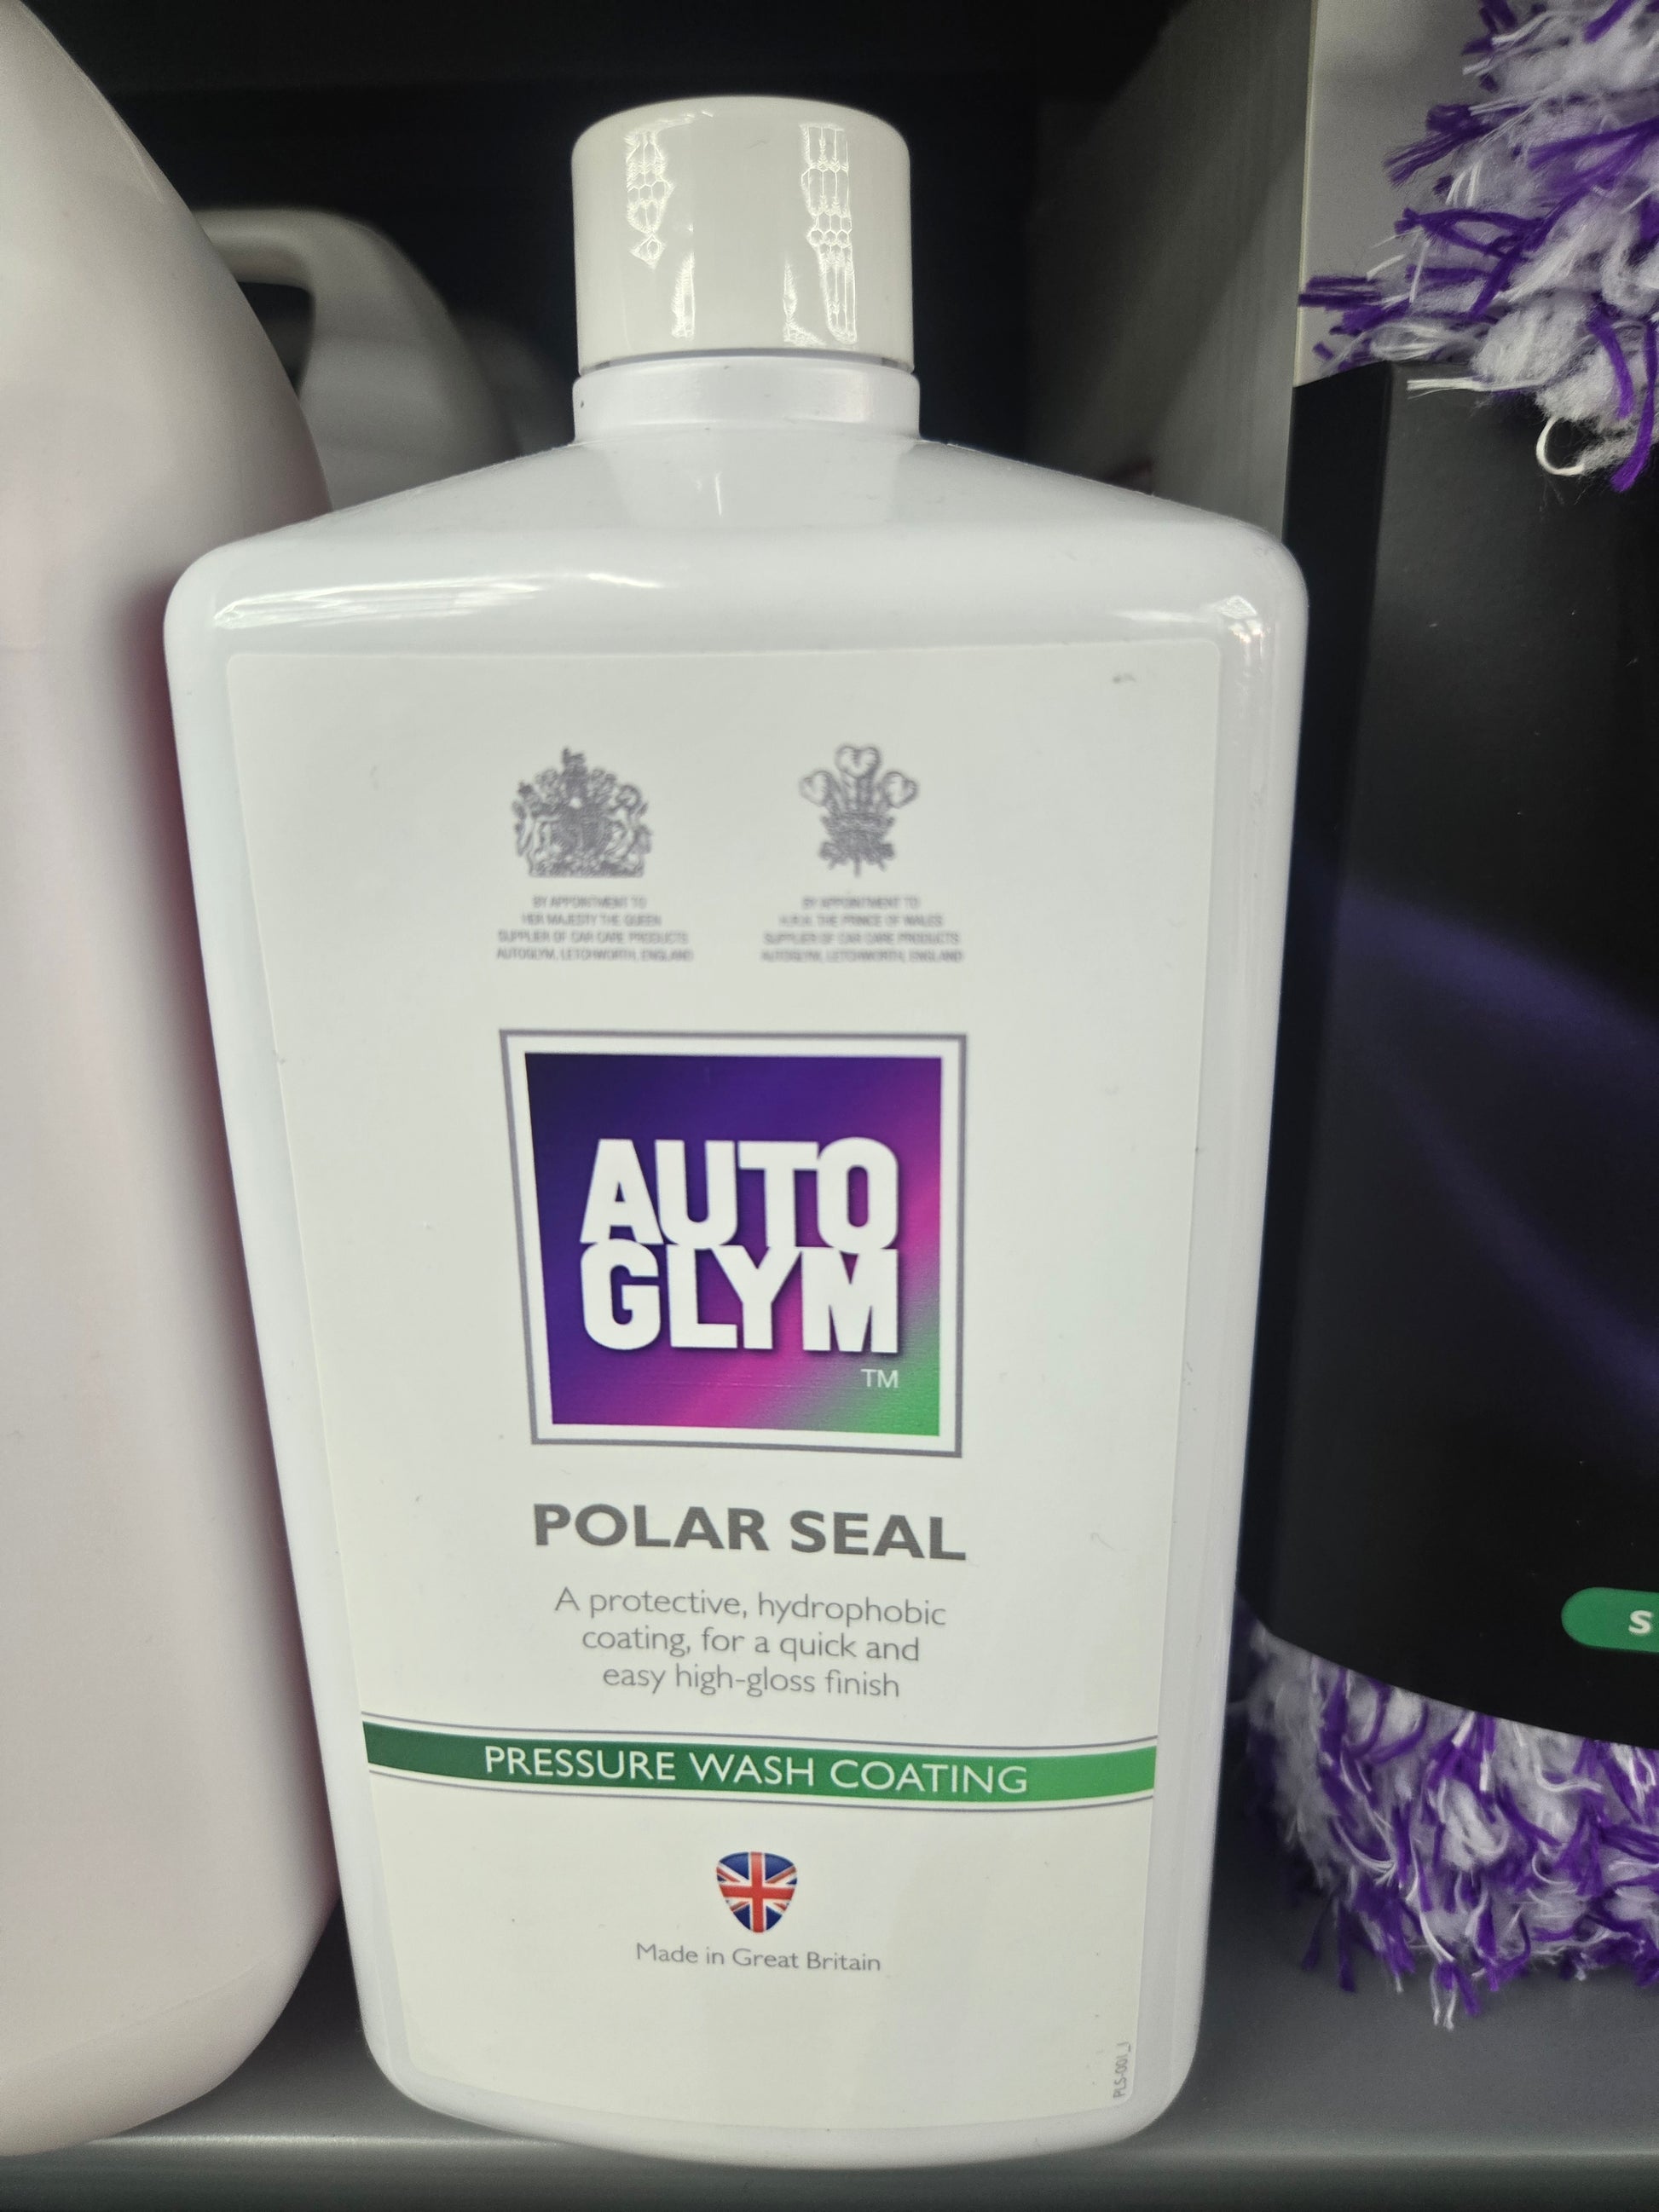 BY APPOINTMENT TO
HER MAJESTY THE QUEEN
SUPPLIER OF CAR CARE PRODUCTS
AUTOGLYM, LETCHWORTH, ENGLAND
BY APPOINTMENT TO
H.R.H. THE PRINCE OF WALES
SUPPLIER OF CAR CARE PRODUCTS
AUTOGLYM, LETCHWORTH, ENGLAND
AUTO
GLYM
TM
POLAR SEAL
A protective, hydrophobic
coating, for a quick and
easy high-gloss finish
PRESSURE WASH COATING
Made in Great Britain
PLS-001_J
S